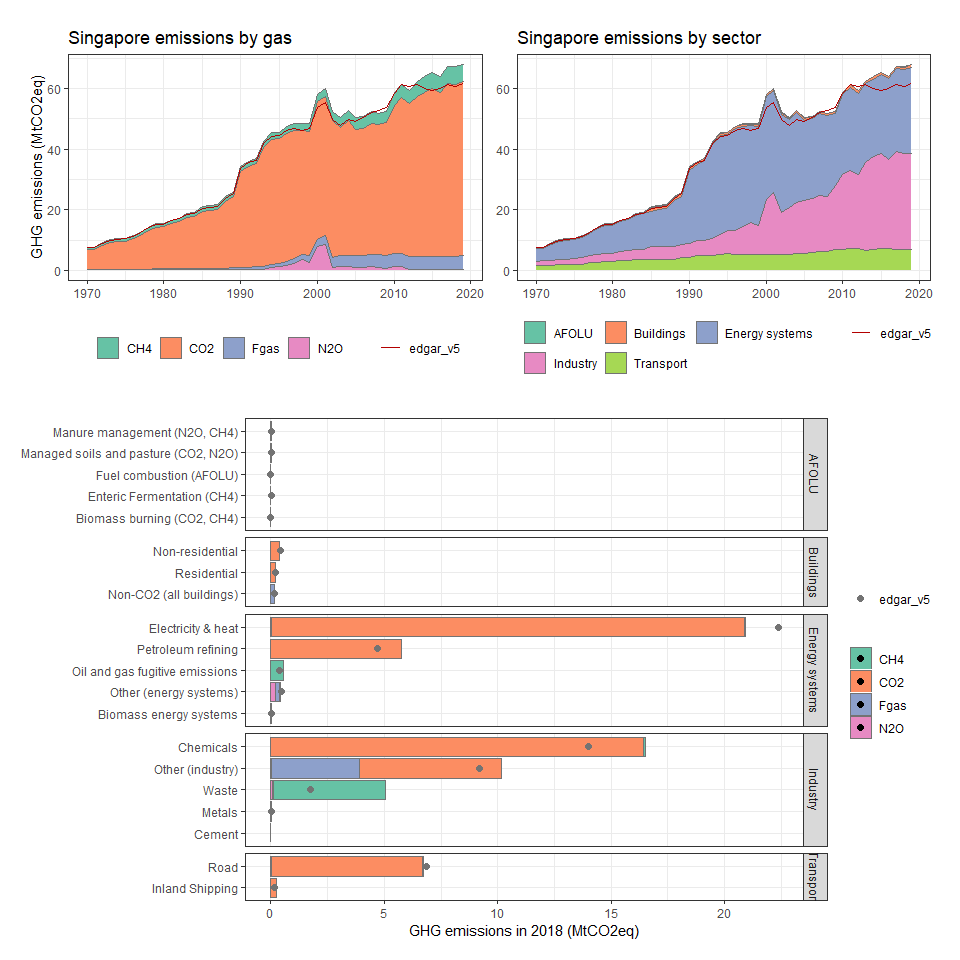 Singapore emissions by gas
Singapore emissions by sector
GHG emissions (MtCO2eq)
60
40
20
0
1970
1980
1990
2000
2010
2020
60
40
20
0
1970
1980
1990
2000
2010
2020
CH4
CO2
Fgas
N2O
edgar_v5
AFOLU
Buildings
Energy systems
edgar_v5
Industry
Transport
Manure management (N2O, CH4)
Managed soils and pasture (CO2, N2O)
Fuel combustion (AFOLU)
Enteric Fermentation (CH4)
Biomass burning (CO2, CH4)
AFOLU
Non-residential
Residential
Non-CO2 (all buildings)
Buildings
Electricity & heat
Petroleum refining
Oil and gas fugitive emissions
Other (energy systems)
Biomass energy systems
Energy systems
Chemicals
Other (industry)
Waste
Metals
Cement
Industry
Road
Inland Shipping
Transpor
0
5
10
15
20
GHG emissions in 2018 (MtCO2eq)
edgar_v5
CH4
CO2
Fgas
N2O